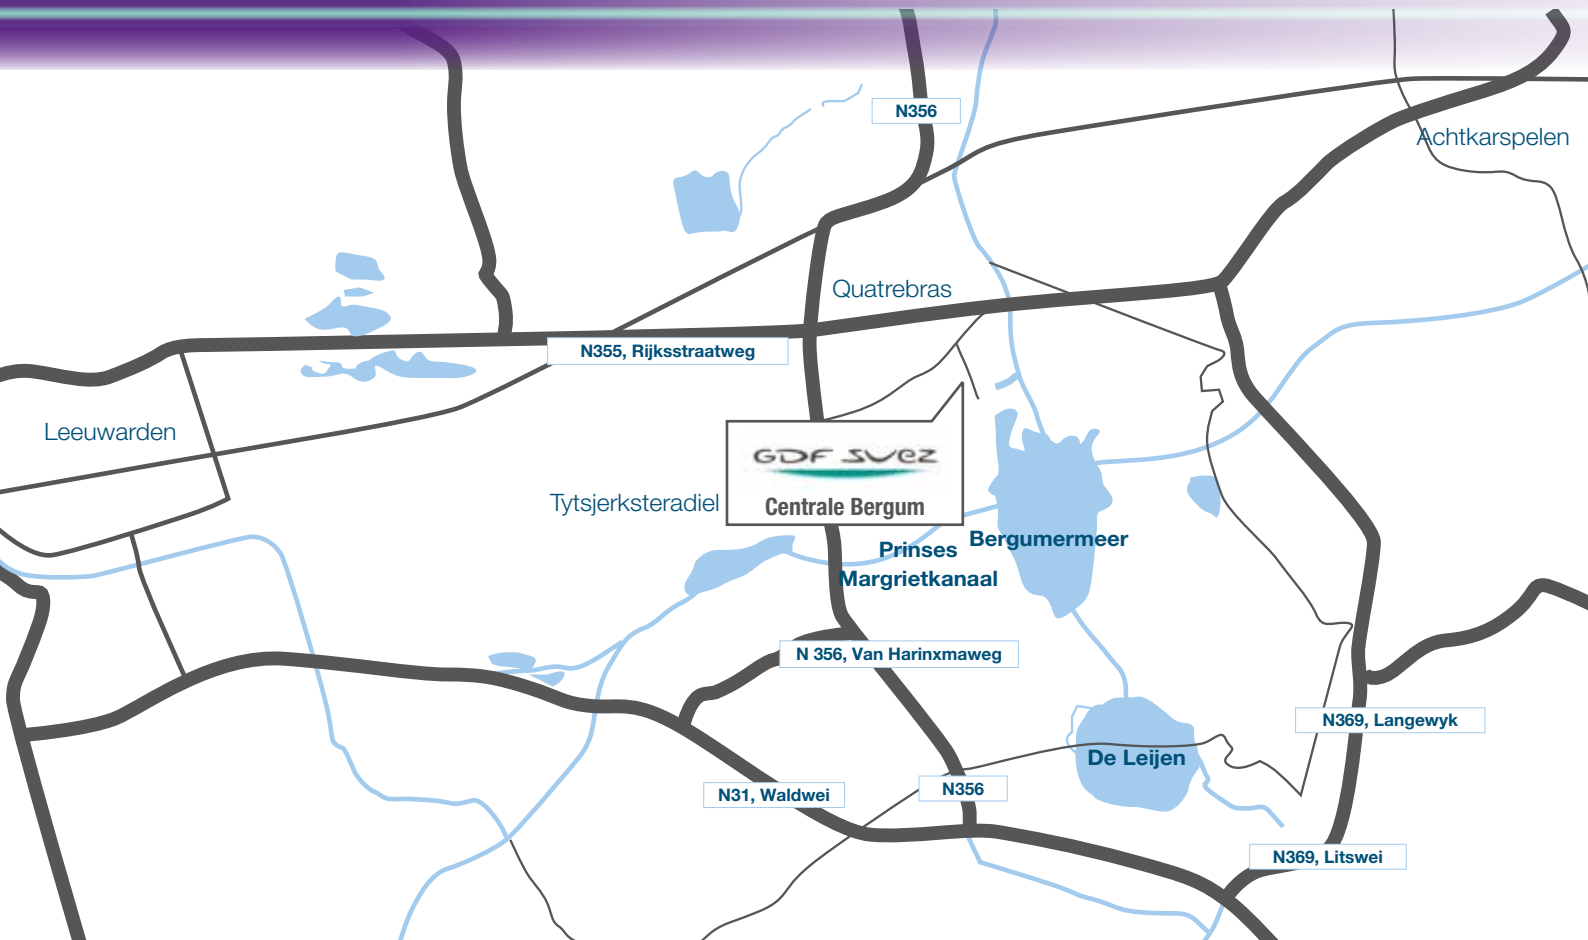 N356
Achtkarspelen
Quatrebras
N355, Rijksstraatweg
Leeuwarden
GDF SUEZ
Centrale Bergum
Tytsjerksteradiel
Bergumermeer
Prinses
Margrietkanaal
N 356, Van Harinxmaweg
N369, Langewyk
De Leijen
N31, Waldwei
N356
N369, Litswei